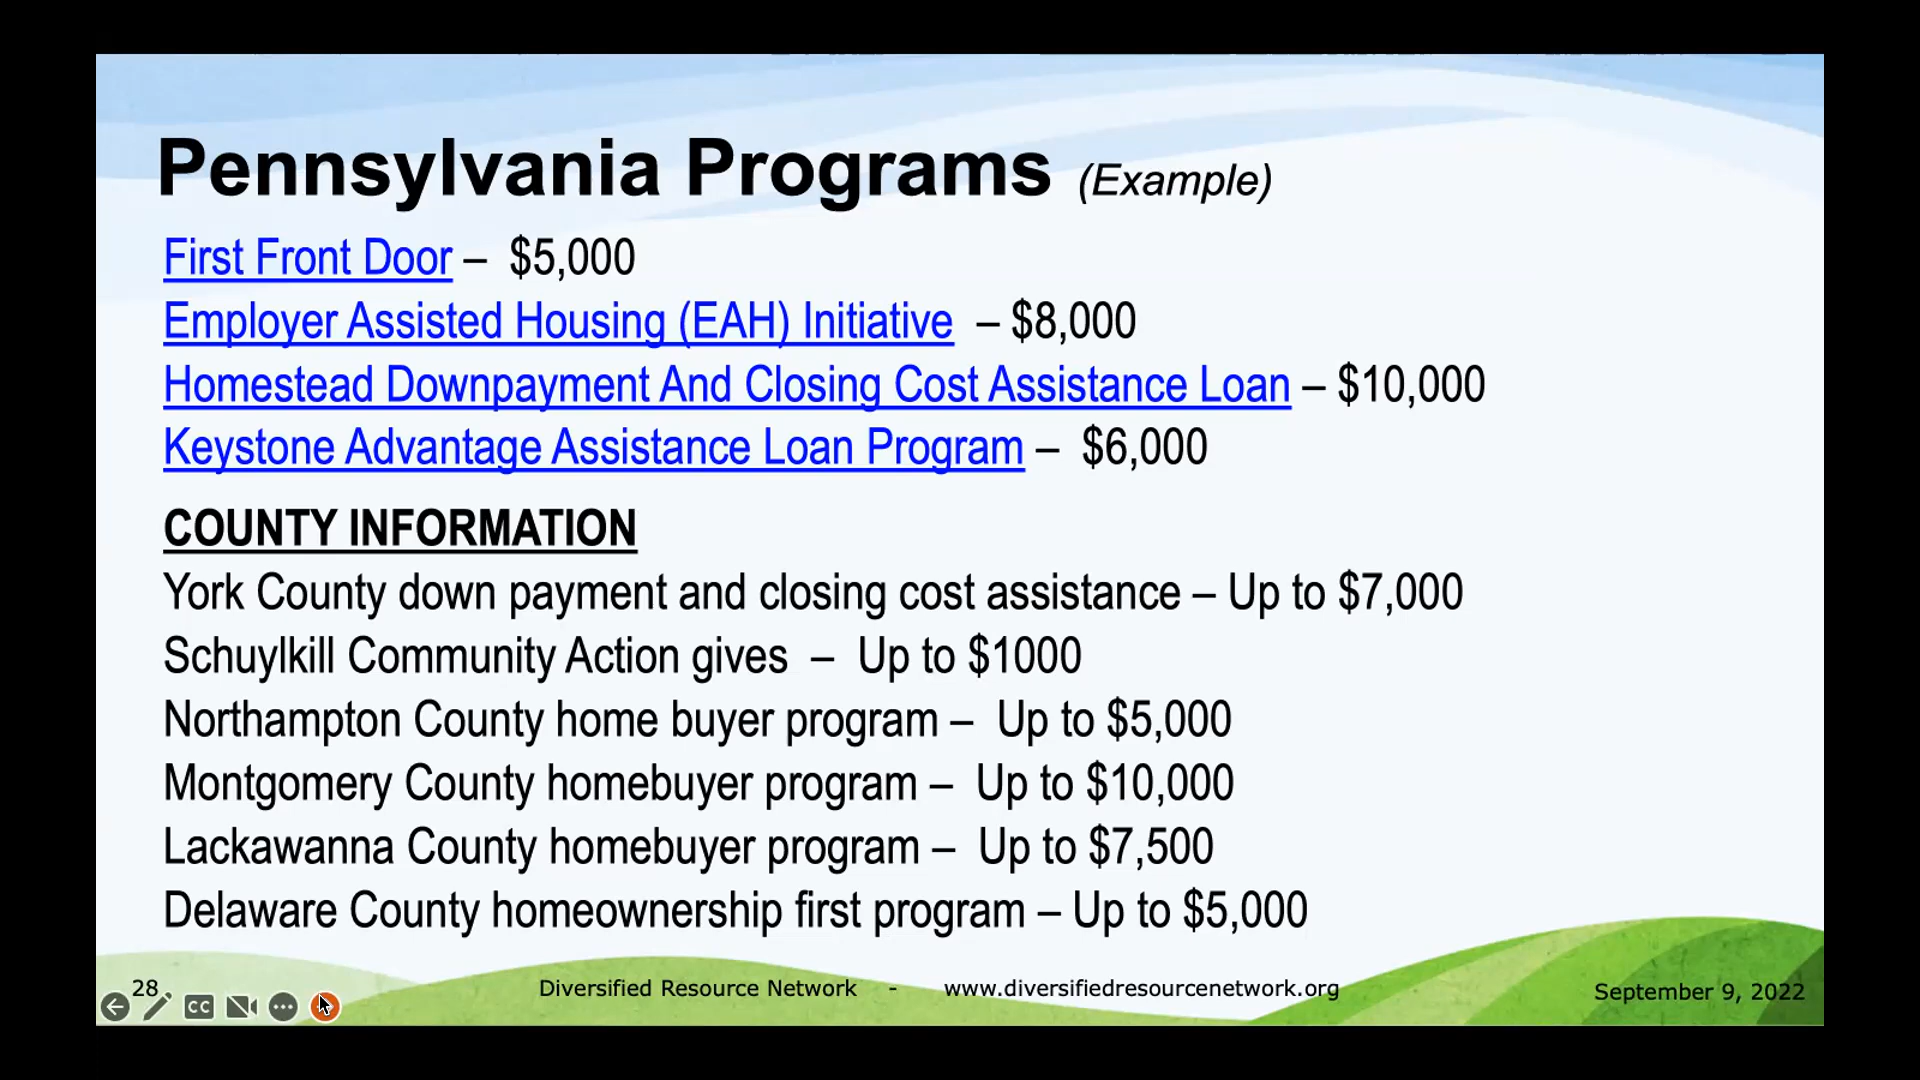 Pennsylvania Programs (Example)
First Front Door – $5,000
Employer Assisted Housing (EAH) Initiative – $8,000
Homestead Downpayment And Closing Cost Assistance Loan – $10,000
Keystone Advantage Assistance Loan Program – $6,000
COUNTY INFORMATION
York County down payment and closing cost assistance – Up to $7,000
Schuylkill Community Action gives – Up to $1000
Northampton County home buyer program – Up to $5,000
Montgomery County homebuyer program – Up to $10,000
Lackawanna County homebuyer program – Up to $7,500
Delaware County homeownership first program – Up to $5,000
28
CC
Diversified Resource Network - www.diversifiedresourcenetwork.org
September 9, 2022